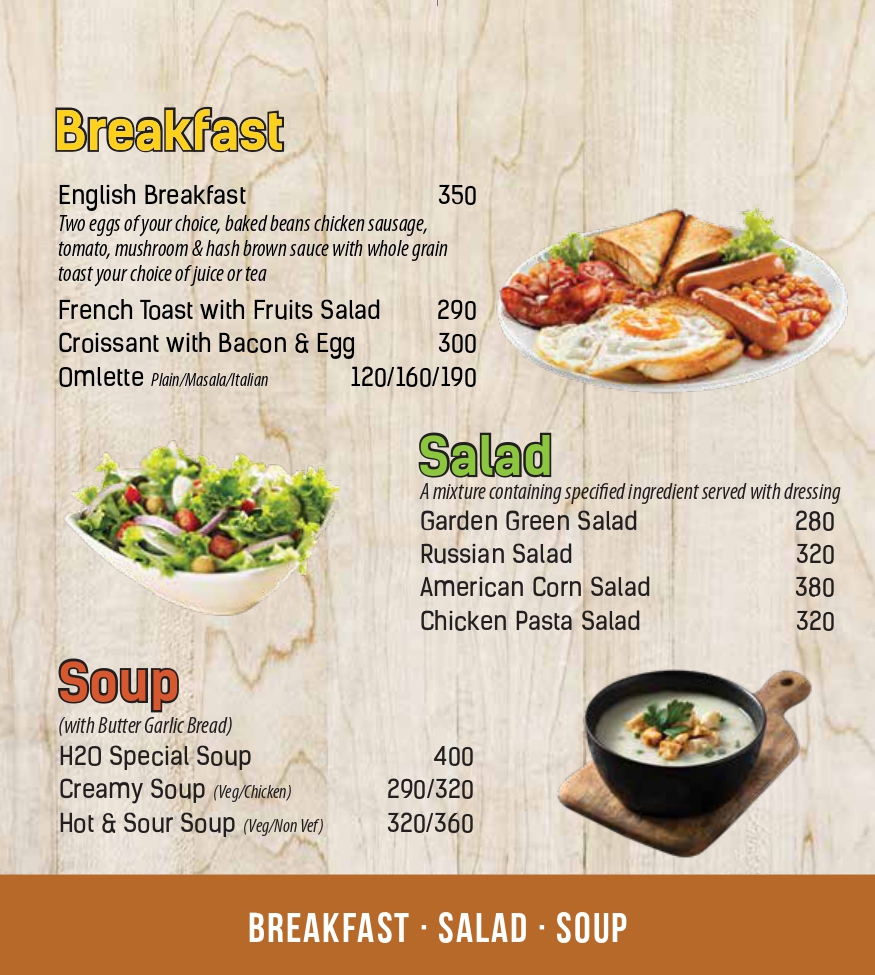 Breakfast
English Breakfast 350
Two eggs of your choice, baked beans chicken sausage,
tomato, mushroom & hash brown sauce with whole grain
toast your choice of juice or tea
French Toast with Fruits Salad 290
Croissant with Bacon & Egg 300
Omlette Plain/Masala/Italian 120/160/190
Salad
A mixture containing specified ingredient served with dressing
Garden Green Salad 280
Russian Salad 320
American Corn Salad 380
Chicken Pasta Salad 320
Soup
(with Butter Garlic Bread)
H2O Special Soup 400
Creamy Soup (Veg/Chicken) 290/320
Hot & Sour Soup (Veg/Non Vef) 320/360
BREAKFAST · SALAD · SOUP